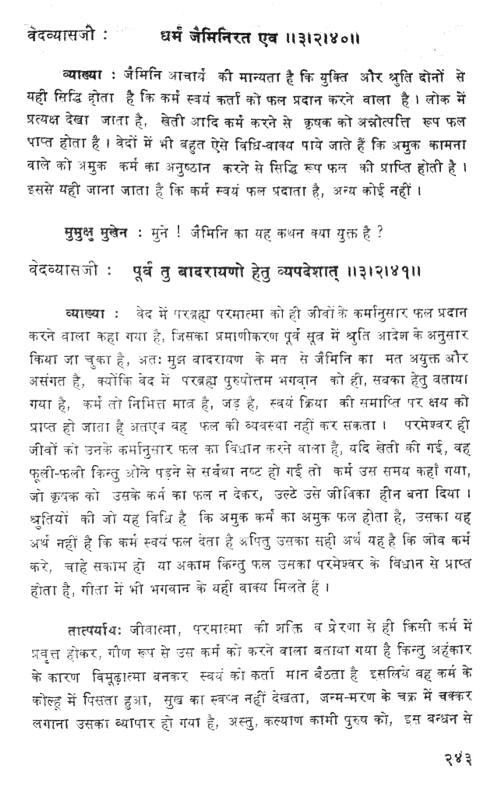 वेदव्यासजी : धर्मं जैमिनिरत एव ॥३।२।४०॥
व्याख्या : जैमिनि आचार्य की मान्यता है कि युक्ति और श्रुति दोनों से
यही सिद्धि होता है कि कर्म स्वयं कर्ता को फल प्रदान करने वाला है । लोक में
प्रत्यक्ष देखा जाता है, खेती आदि कर्म करने से कृषक को अन्नोत्पत्ति रूप फल
पाप्त होता है । वेदों में भी बहुत ऐसे विधि-वाक्य पाये जाते हैं कि अमुक कामना
वाले को अमुक कर्म का अनुष्ठान करने से सिद्धि रूप फल की प्राप्ति होती है ।
इससे यही जाना जाता है कि कर्म स्वयं फल प्रदाता है, अन्य कोई नहीं ।
मुमुक्षु मुखेन : मुने ! जैमिनि का यह कथन क्या युक्त है ?
वेदव्यासजी : पूर्वं तु बादरायणो हेतु व्यपदेशात् ॥३।२।४१॥
व्याख्या : वेद में परब्रह्म परमात्मा को ही जीवों के कर्मानुसार फल प्रदान
करने वाला कहा गया है, जिसका प्रमाणीकरण पूर्व सूत्र में श्रुति आदेश के अनुसार
किया जा चुका है, अतः मुझ वादरायण के मत से जैमिनि का मत अयुक्त और
असंगत है, क्योंकि वेद में परब्रह्म पुरुषोत्तम भगवान को ही, सबका हेतु बताया
गया है, कर्म तो निमित्त मात्र है, जड़ है, स्वयं क्रिया की समाप्ति पर क्षय को
प्राप्त हो जाता है अतएव वह फल की व्यवस्था नहीं कर सकता । परमेश्वर ही
जीवों को उनके कर्मानुसार फल का विधान करने वाला है, यदि खेती की गई, वह
फूली-फली किन्तु ओले पड़ने से सर्वथा नष्ट हो गई तो कर्म उस समय कहाँ गया,
जो कृषक को उसके कर्म का फल न देकर, उल्टे उसे जीविका हीन बना दिया ।
श्रुतियों की जो यह विधि है कि अमुक कर्म का अमुक फल होता है, उसका यह
अर्थ नहीं है कि कर्म स्वयं फल देता है अपितु उसका सही अर्थ यह है कि जीव कर्म
करे, चाहे सकाम हो या अकाम किन्तु फल उसका परमेश्वर के विधान से प्राप्त
होता है, गीता में भी भगवान के यही वाक्य मिलते हैं ।
तात्पर्यार्थ: जीवात्मा, परमात्मा की शक्ति व प्रेरणा से ही किसी कर्म में
प्रवृत्त होकर, गौण रूप से उस कर्म को करने वाला बताया गया है किन्तु अहंकार
के कारण विमूढ़ात्मा बनकर स्वयं को कर्ता मान बैठता है इसलिये वह कर्म के
कोल्हू में पिसता हुआ, सुख का स्वप्न नहीं देखता, जन्म-मरण के चक्र में चक्कर
लगाना उसका व्यापार हो गया है, अस्तु, कल्याण कामी पुरुष को, इस बन्धन से
२४३